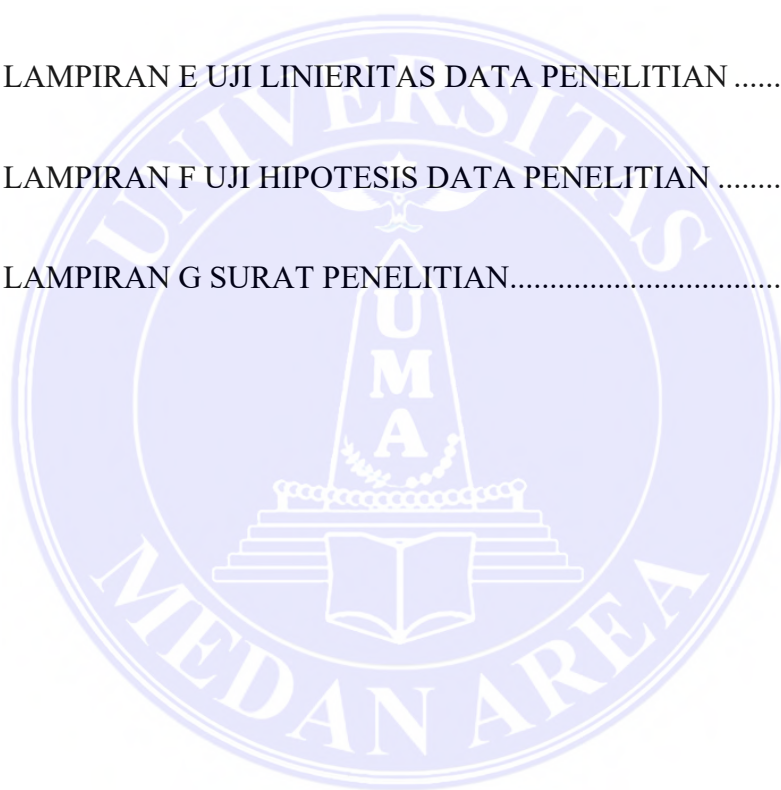 LAMPIRAN E UJI LINIERITAS DATA PENELITIAN ......
LAMPIRAN F UJI HIPOTESIS DATA PENELITIAN ........
LAMPIRAN G SURAT PENELITIAN..................................
UNIVERSITAS
UMA
MEDAN AREA